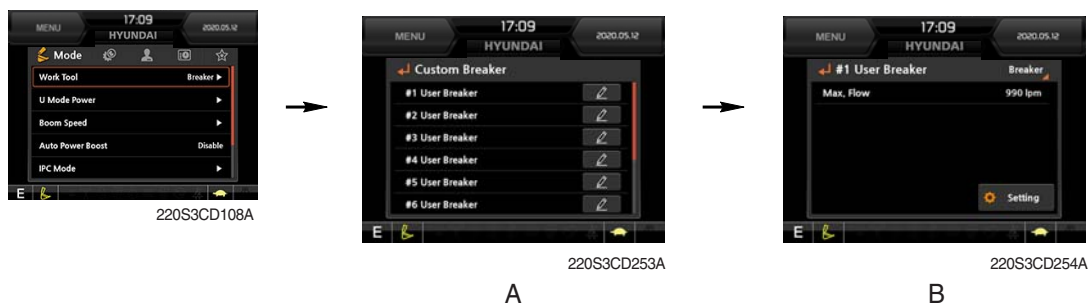 MENU
17:09
HYUNDAI
2020.05.12
Mode
Work Tool Breaker ▶
U Mode Power ▶
Boom Speed ▶
Auto Power Boost Disable
IPC Mode ▶
E
220S3CD108A
MENU
17:09
HYUNDAI
2020.05.12
Custom Breaker
#1 User Breaker
#2 User Breaker
#3 User Breaker
#4 User Breaker
#5 User Breaker
#6 User Breaker
E
220S3CD253A
A
MENU
17:09
HYUNDAI
2020.05.12
#1 User Breaker Breaker
Max, Flow 990 lpm
Setting
E
220S3CD254A
B